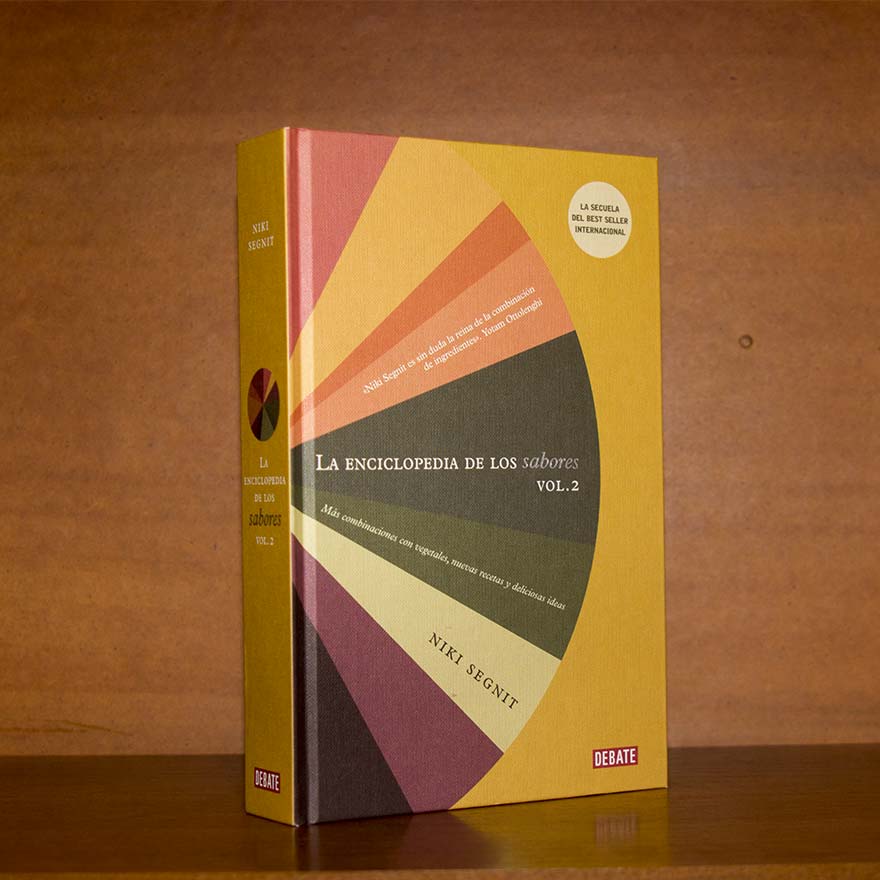 NIKI
SEGNIT
LA
ENCICLOPEDIA
DE LOS
sabores
VOL.2
DEBATE
LA SECUELA
DEL BEST SELLER
INTERNACIONAL
«Niki Segnit es sin duda la reina de la combinación
de ingredientes». Yotam Ottolenghi
LA ENCICLOPEDIA DE LOS sabores
VOL.2
Más combinaciones con vegetales, nuevas recetas y deliciosas ideas
NIKI SEGNIT
DEBATE